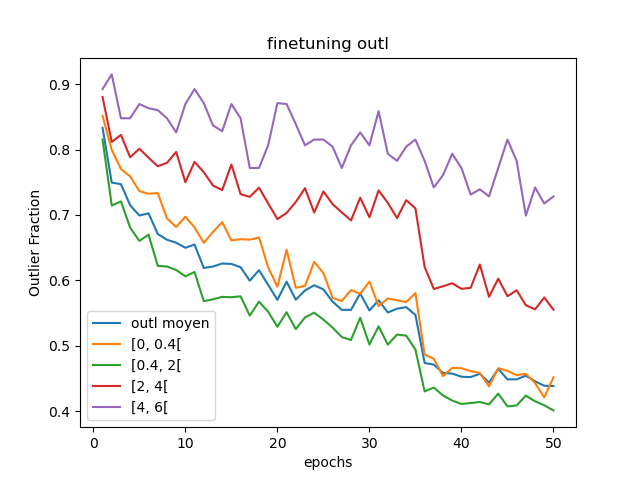 finetuning outl
Outlier Fraction
0.9
0.8
0.7
0.6
0.5
0.4
outl moyen
[0, 0.4[
[0.4, 2[
[2, 4[
[4, 6[
0 10 20 30 40 50
epochs